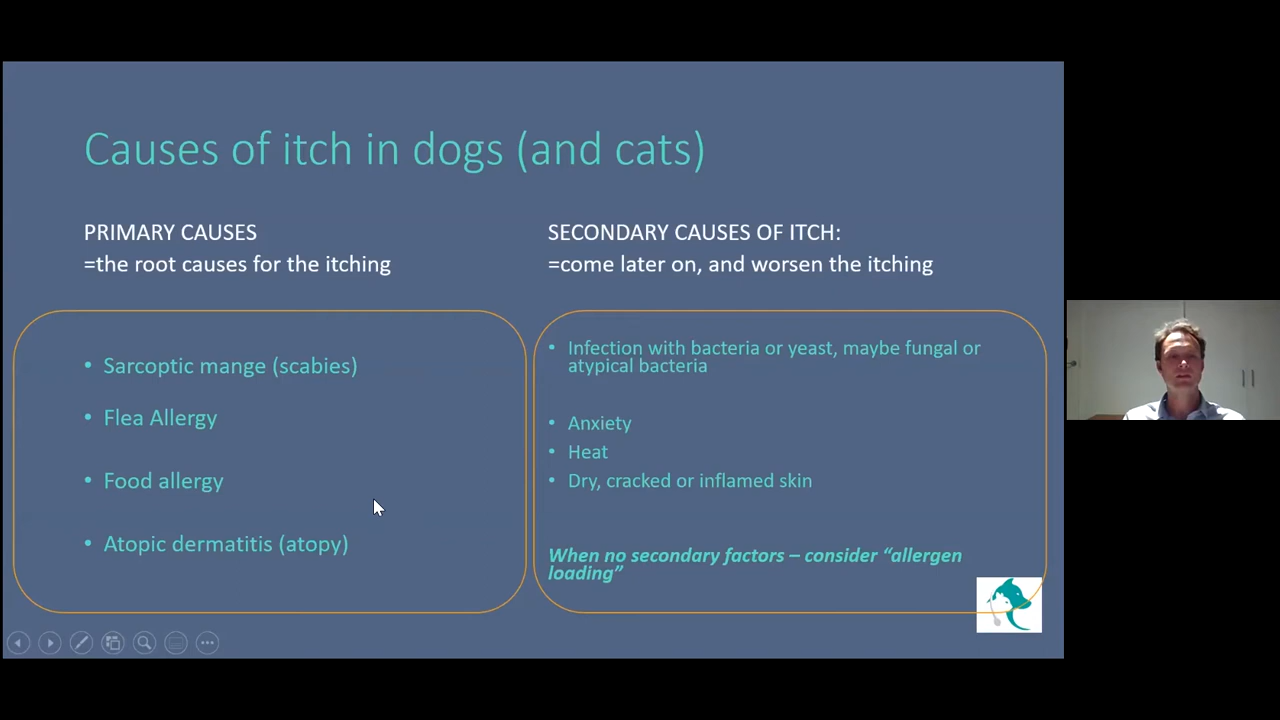 Causes of itch in dogs (and cats)
PRIMARY CAUSES
=the root causes for the itching
• Sarcoptic mange (scabies)
• Flea Allergy
• Food allergy
• Atopic dermatitis (atopy)
SECONDARY CAUSES OF ITCH:
=come later on, and worsen the itching
• Infection with bacteria or yeast, maybe fungal or
atypical bacteria
• Anxiety
• Heat
• Dry, cracked or inflamed skin
When no secondary factors – consider “allergen
loading”